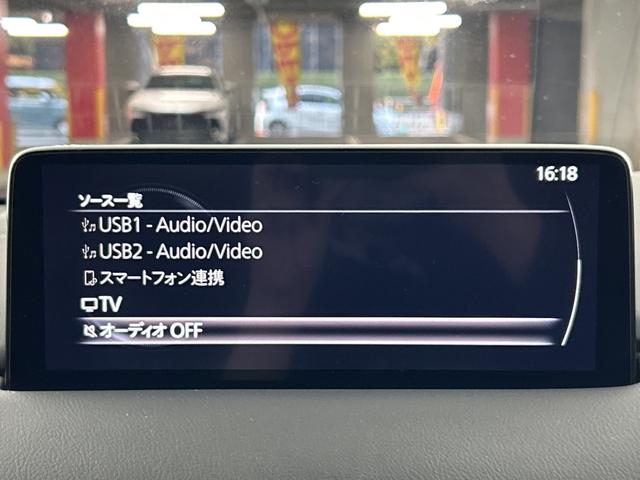 16:18
ソース一覧
USB1 - Audio/Video
USB2 - Audio/Video
スマートフォン連携
TV
オーディオ OFF